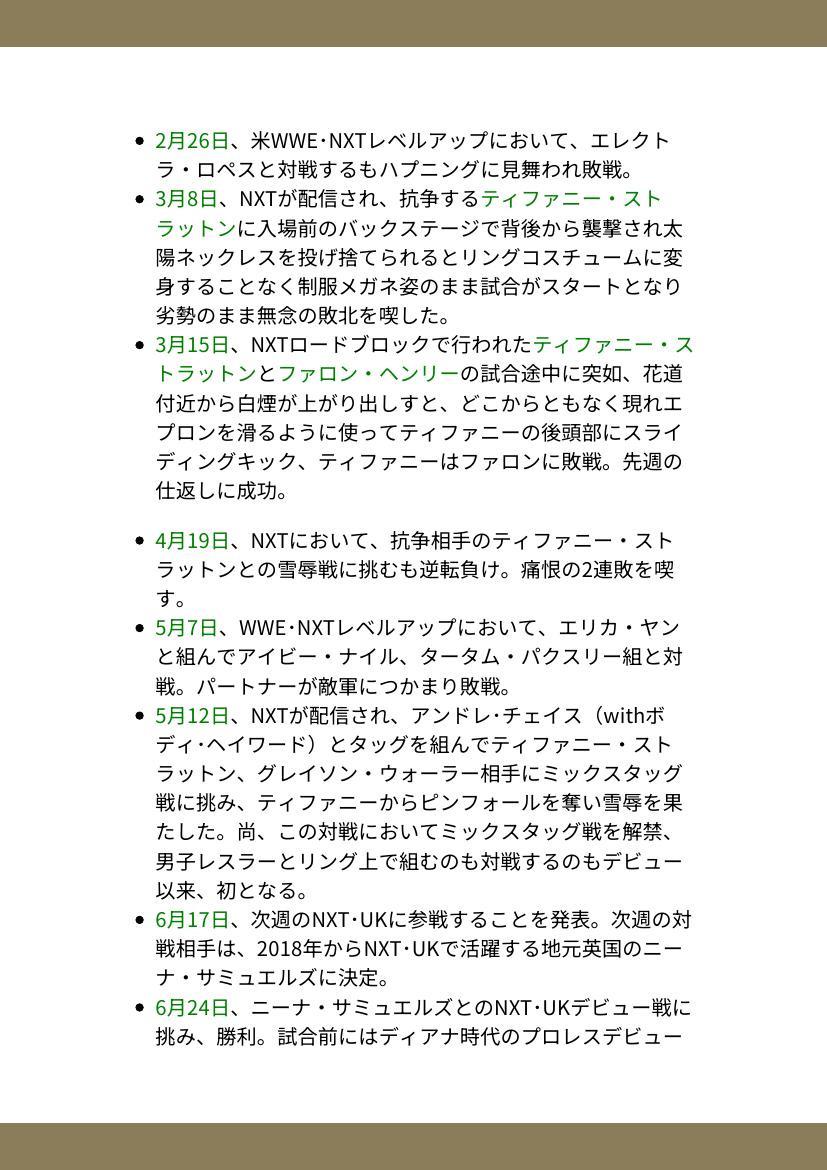 • 2月26日、米WWE･NXTレベルアップにおいて、エレクト
ラ・ロペスと対戦するもハプニングに見舞われ敗戦。
• 3月8日、NXTが配信され、抗争するティファニー・スト
ラットンに入場前のバックステージで背後から襲撃され太
陽ネックレスを投げ捨てられるとリングコスチュームに変
身することなく制服メガネ姿のまま試合がスタートとなり
劣勢のまま無念の敗北を喫した。
• 3月15日、NXTロードブロックで行われたティファニー・ス
トラットンとファロン・ヘンリーの試合途中に突如、花道
付近から白煙が上がり出しすと、どこからともなく現れエ
プロンを滑るように使ってティファニーの後頭部にスライ
ディングキック、ティファニーはファロンに敗戦。先週の
仕返しに成功。
• 4月19日、NXTにおいて、抗争相手のティファニー・スト
ラットンとの雪辱戦に挑むも逆転負け。痛恨の2連敗を喫
す。
• 5月7日、WWE･NXTレベルアップにおいて、エリカ・ヤン
と組んでアイビー・ナイル、タータム・パクスリー組と対
戦。パートナーが敵軍につかまり敗戦。
• 5月12日、NXTが配信され、アンドレ･チェイス（withボ
ディ･ヘイワード）とタッグを組んでティファニー・スト
ラットン、グレイソン・ウォーラー相手にミックスタッグ
戦に挑み、ティファニーからピンフォールを奪い雪辱を果
たした。尚、この対戦においてミックスタッグ戦を解禁、
男子レスラーとリング上で組むのも対戦するのもデビュー
以来、初となる。
• 6月17日、次週のNXT･UKに参戦することを発表。次週の対
戦相手は、2018年からNXT･UKで活躍する地元英国のニー
ナ・サミュエルズに決定。
• 6月24日、ニーナ・サミュエルズとのNXT･UKデビュー戦に
挑み、勝利。試合前にはディアナ時代のプロレスデビュー